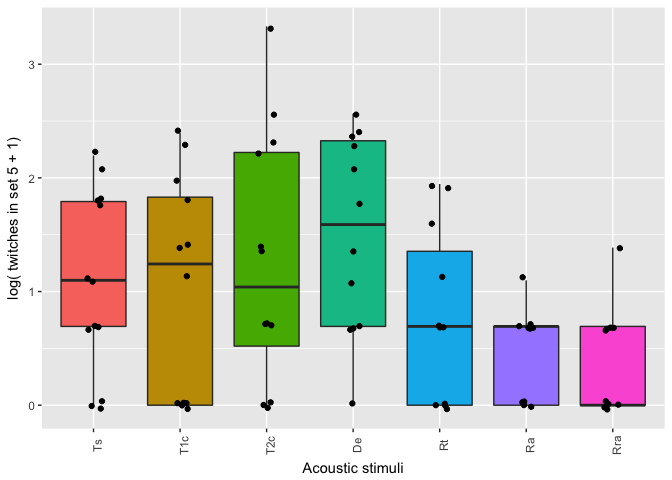 log( twitches in set 5 + 1)
3
2
1
0
Ts
T1c
T2c
De
Rt
Ra
Rra
Acoustic stimuli